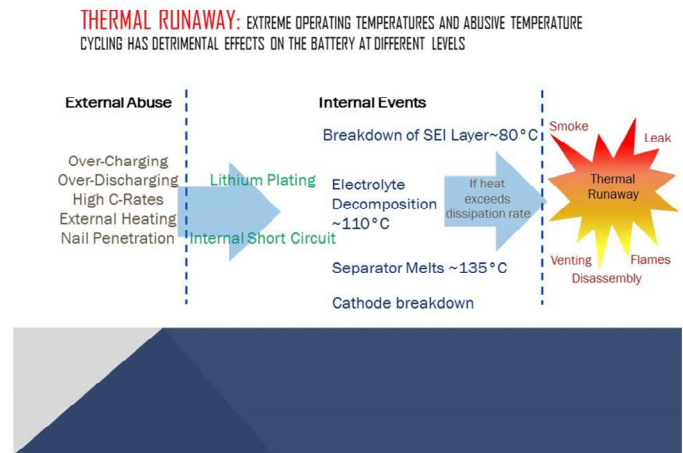 THERMAL RUNAWAY: EXTREME OPERATING TEMPERATURES AND ABUSIVE TEMPERATURE
CYCLING HAS DETRIMENTAL EFFECTS ON THE BATTERY AT DIFFERENT LEVELS
External Abuse
Over-Charging
Over-Discharging
High C-Rates
External Heating
Nail Penetration
Lithium Plating
Internal Short Circuit
Internal Events
Breakdown of SEI Layer~80°C
Electrolyte
Decomposition
~110°C
Separator Melts ~135°C
Cathode breakdown
If heat
exceeds
dissipation rate
Smoke
Leak
Thermal
Runaway
Venting
Flames
Disassembly